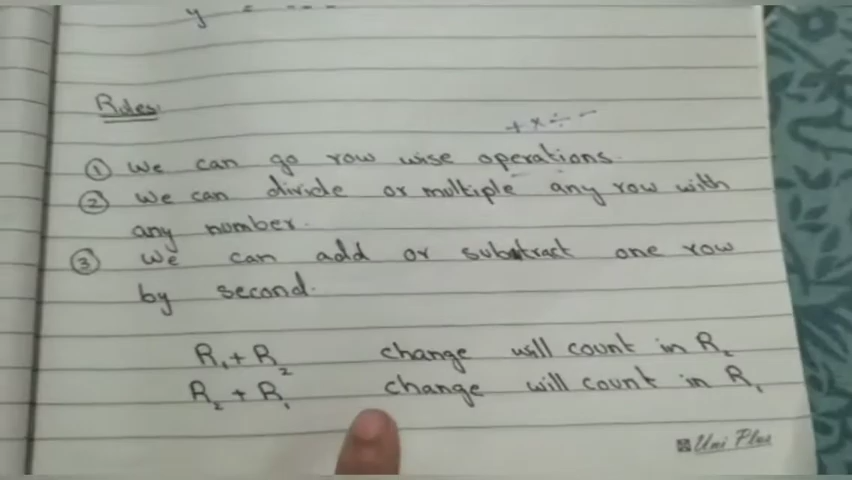 y = ---
Rules:
+ × ÷ -
① We can go row wise operations.
② We can divide or multiple any row with
any number.
③ We can add or subtract one row
by second.
R₁ + R₂ change will count in R₂
R₂ + R₁ change will count in R₁
Uni Plus